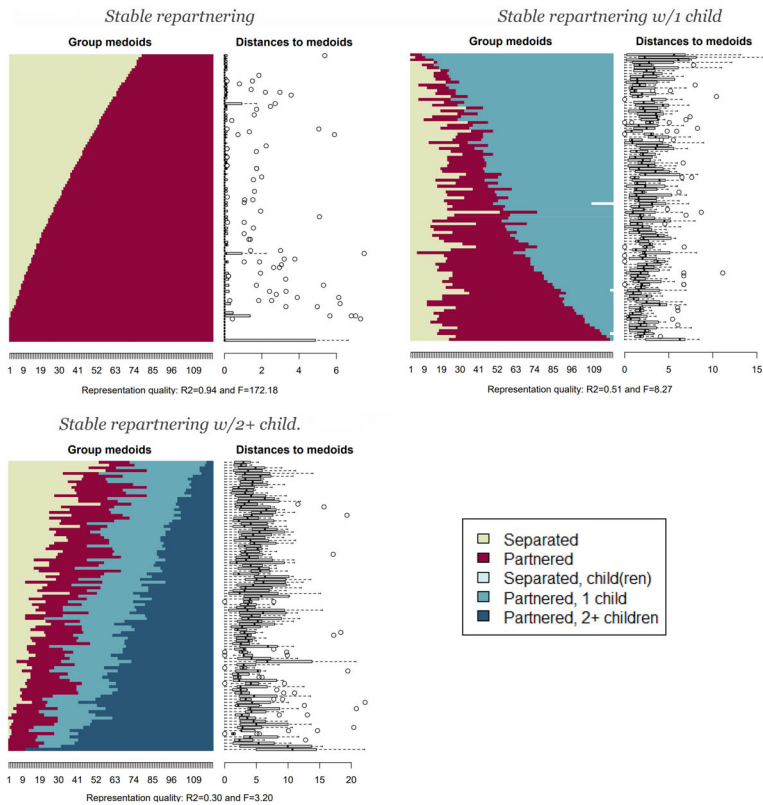 Stable repartnering
Group medoids Distances to medoids
1 9 19 30 41 52 63 74 85 96 109
0 2 4 6
Representation quality: R2=0.94 and F=172.18
Stable repartnering w/1 child
Group medoids Distances to medoids
1 9 19 30 41 52 63 74 85 96 109
0 5 10 15
Representation quality: R2=0.51 and F=8.27
Stable repartnering w/2+ child.
Group medoids Distances to medoids
1 9 19 30 41 52 63 74 85 96 109
0 5 10 15 20
Representation quality: R2=0.30 and F=3.20
Separated
Partnered
Separated, child(ren)
Partnered, 1 child
Partnered, 2+ children